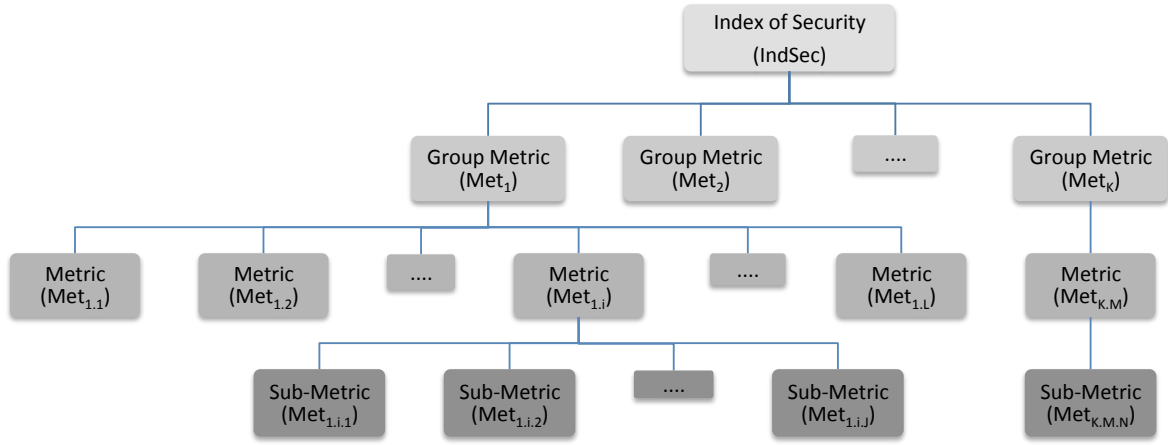 Index of Security
(IndSec)
Group Metric
(Met₁)
Group Metric
(Met₂)
....
Group Metric
(Metₖ)
Metric
(Met₁.₁)
Metric
(Met₁.₂)
....
Metric
(Met₁.ᵢ)
....
Metric
(Met1.L)
Metric
(MetK.M)
Sub-Metric
(Met₁.ᵢ.₁)
Sub-Metric
(Met₁.ᵢ.₂)
....
Sub-Metric
(Met1.i.J)
Sub-Metric
(MetK.M.N)